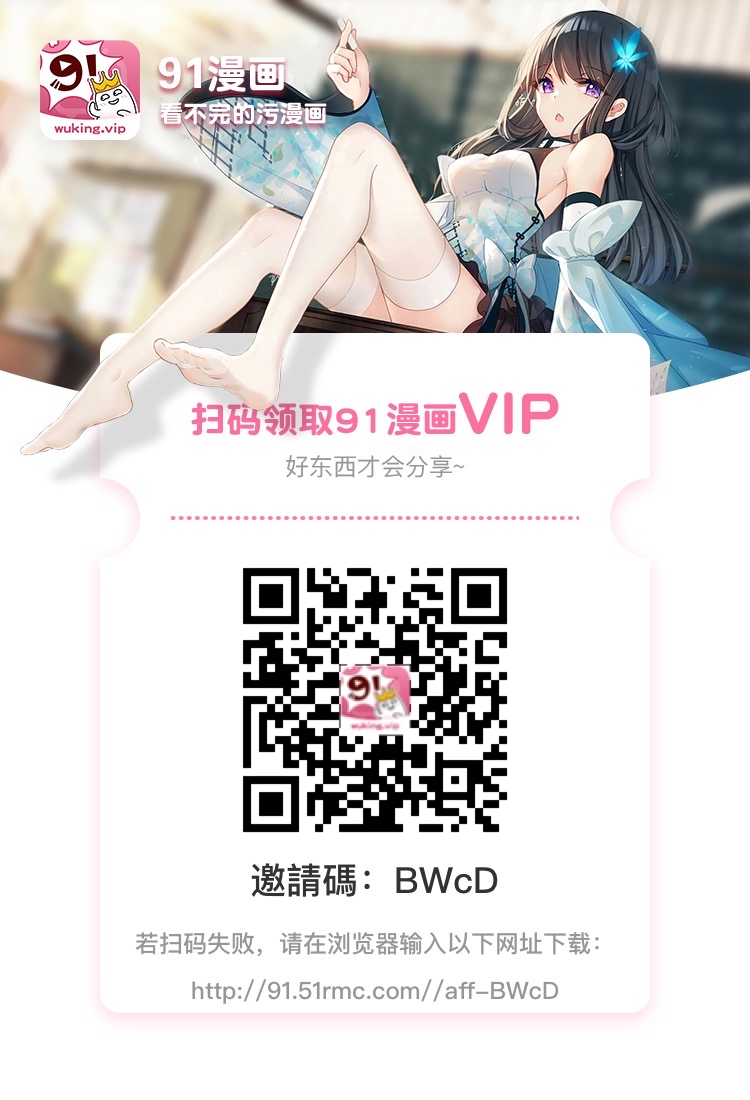 91
wuking.vip
91漫画
看不完的污漫画
扫码领取91漫画VIP
好东西才会分享~
91
wuking.vip
邀請碼：BWcD
若扫码失败，请在浏览器输入以下网址下载：
http://91.51rmc.com//aff-BWcD